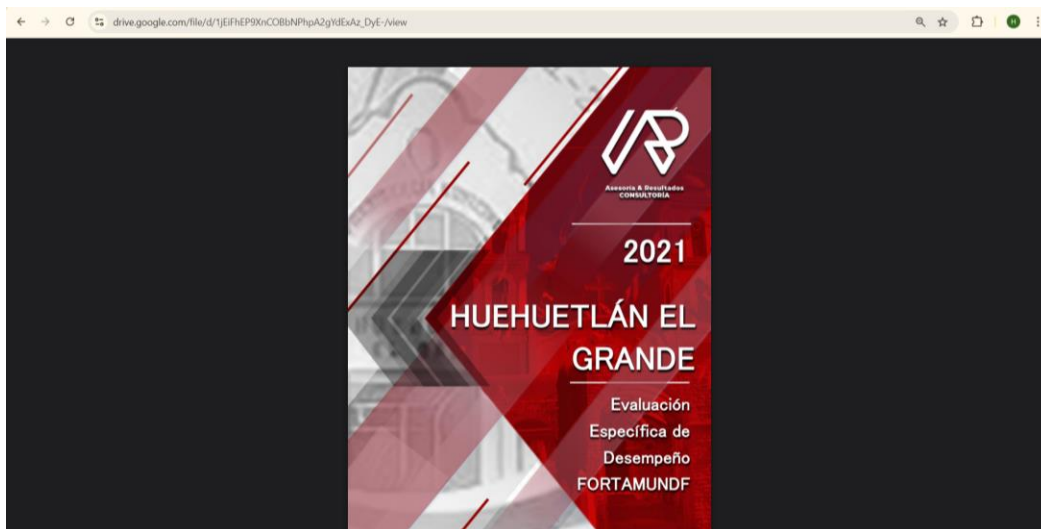 drive.google.com/file/d/1jEiFhEP9XnCOBbNPhpA2gYdExAz_DyE-/view
H
Asesoría & Resultados
CONSULTORÍA
2021
HUEHUETLÁN EL
GRANDE
Evaluación
Específica de
Desempeño
FORTAMUNDF